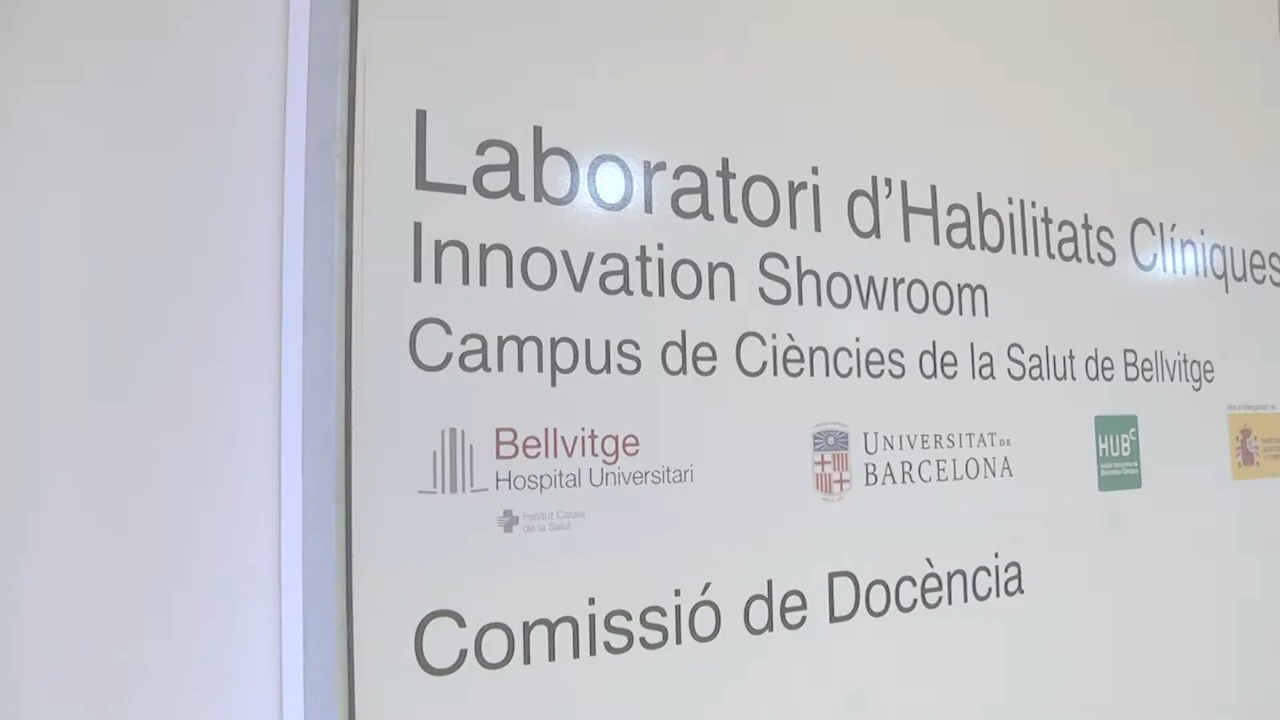 Laboratori d'Habilitats Clíniques
Innovation Showroom
Campus de Ciències de la Salut de Bellvitge
Bellvitge
Hospital Universitari
Institut Català
de la Salut
UNIVERSITAT DE
BARCELONA
HUBc
Comissió de Docència